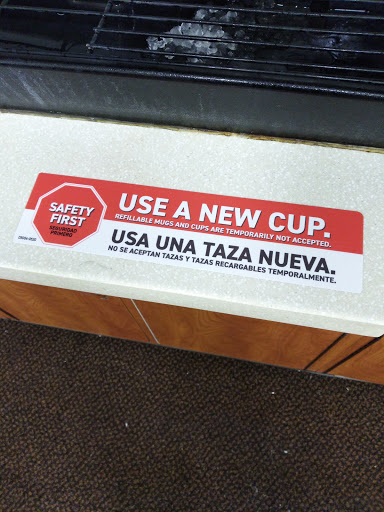 SAFETY
FIRST
SEGURIDAD
PRIMERO
USE A NEW CUP.
REFILLABLE MUGS AND CUPS ARE TEMPORARILY NOT ACCEPTED.
USA UNA TAZA NUEVA.
NO SE ACEPTAN TAZAS Y TAZAS RECARGABLES TEMPORALMENTE.